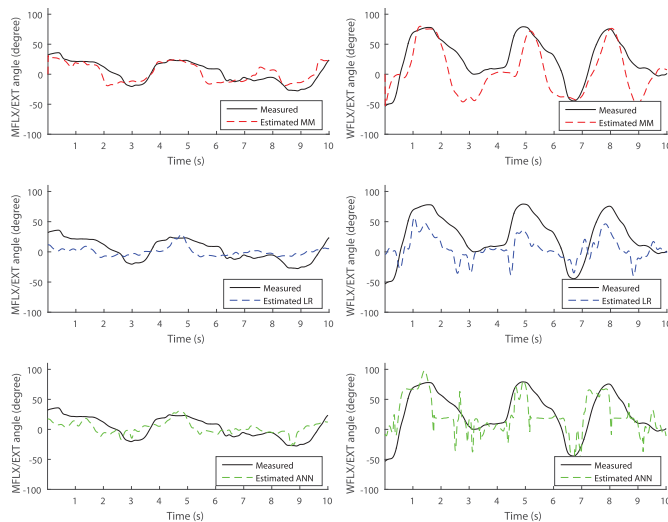 MFLX/EXT angle (degree)
100
50
0
-50
-100
1 2 3 4 5 6 7 8 9 10
Time (s)
Measured
Estimated MM
WFLX/EXT angle (degree)
100
50
0
-50
-100
1 2 3 4 5 6 7 8 9 10
Time (s)
Measured
Estimated MM
MFLX/EXT angle (degree)
100
50
0
-50
-100
1 2 3 4 5 6 7 8 9 10
Time (s)
Measured
Estimated LR
WFLX/EXT angle (degree)
100
50
0
-50
-100
1 2 3 4 5 6 7 8 9 10
Time (s)
Measured
Estimated LR
MFLX/EXT angle (degree)
100
50
0
-50
-100
1 2 3 4 5 6 7 8 9 10
Time (s)
Measured
Estimated ANN
WFLX/EXT angle (degree)
100
50
0
-50
-100
1 2 3 4 5 6 7 8 9 10
Time (s)
Measured
Estimated ANN